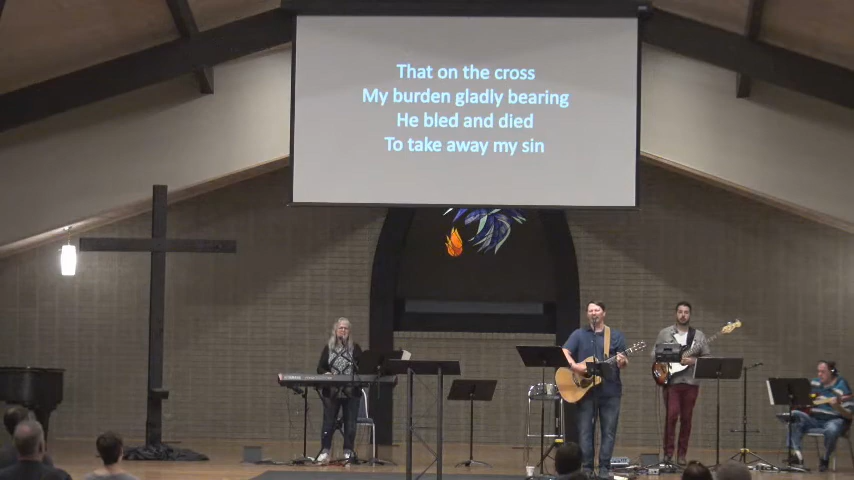 That on the cross
My burden gladly bearing
He bled and died
To take away my sin